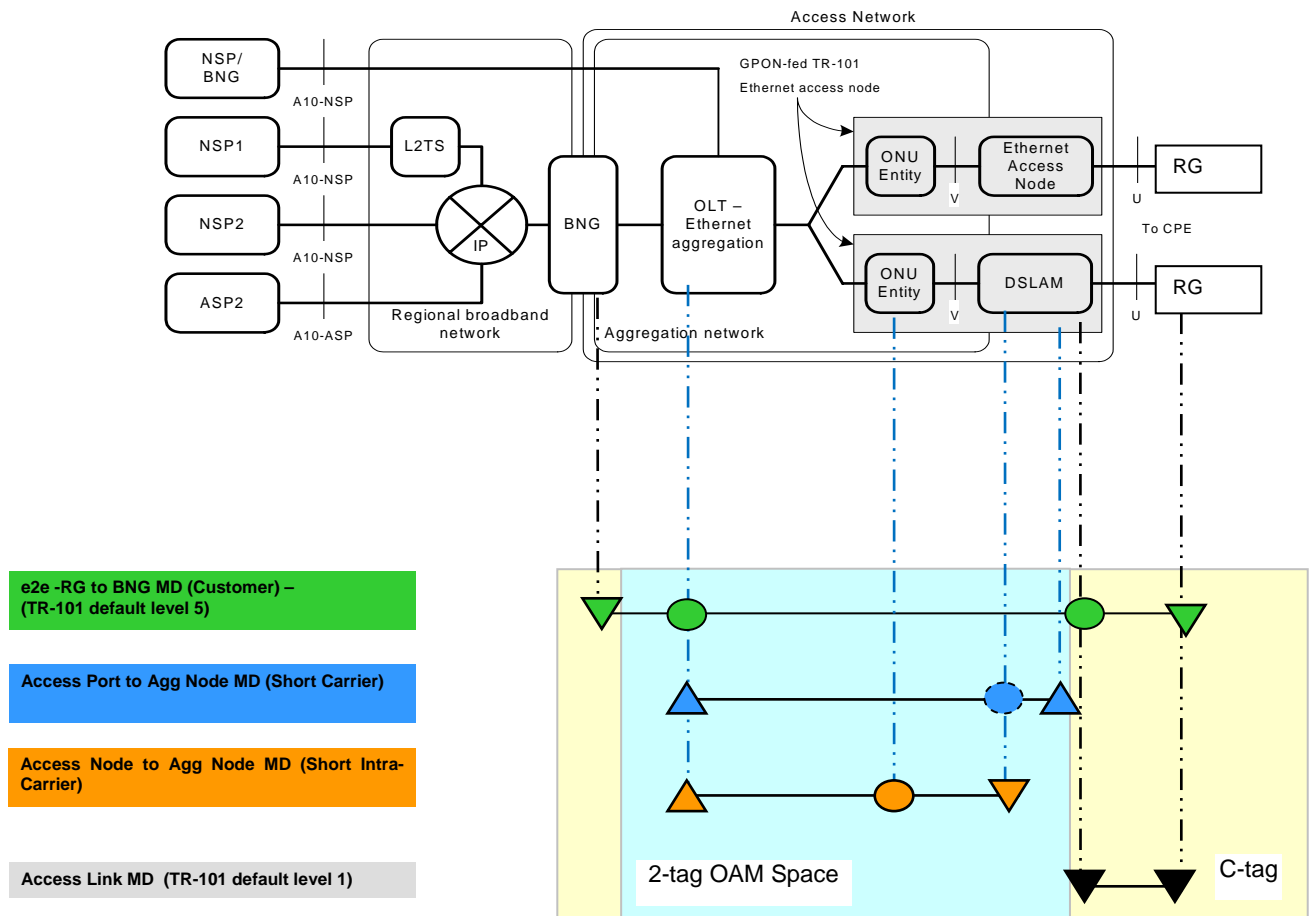 Access Network
NSP/
BNG
A10-NSP
GPON-fed TR-101
Ethernet access node
NSP1
A10-NSP
L2TS
ONU
Entity
V
Ethernet
Access
Node
U
RG
NSP2
A10-NSP
IP
BNG
OLT –
Ethernet
aggregation
To CPE
ASP2
A10-ASP
Regional broadband
network
Aggregation network
ONU
Entity
V
DSLAM
U
RG
e2e -RG to BNG MD (Customer) –
(TR-101 default level 5)
Access Port to Agg Node MD (Short Carrier)
Access Node to Agg Node MD (Short Intra-
Carrier)
Access Link MD (TR-101 default level 1)
2-tag OAM Space
C-tag